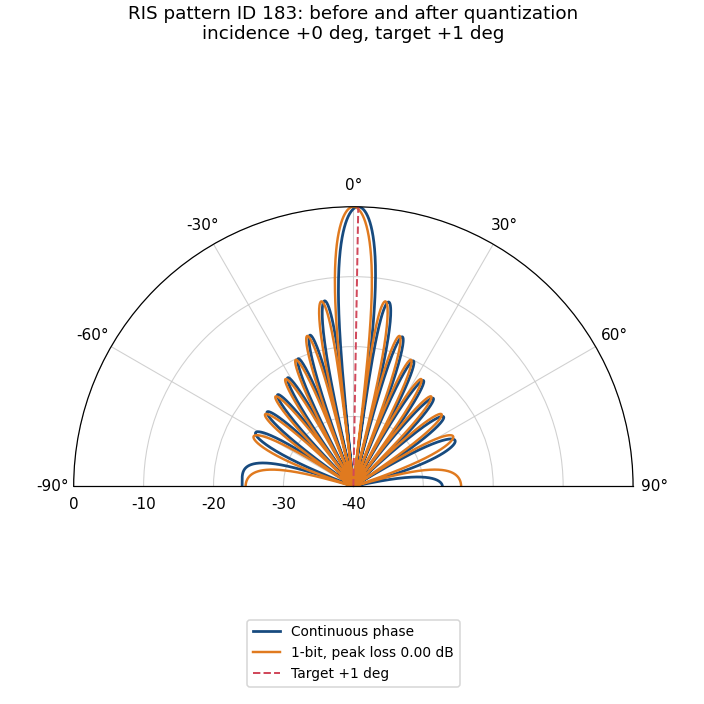 RIS pattern ID 183: before and after quantization
incidence +0 deg, target +1 deg
0°
-30°
30°
-60°
60°
-90°
90°
0
-10
-20
-30
-40
Continuous phase
1-bit, peak loss 0.00 dB
Target +1 deg